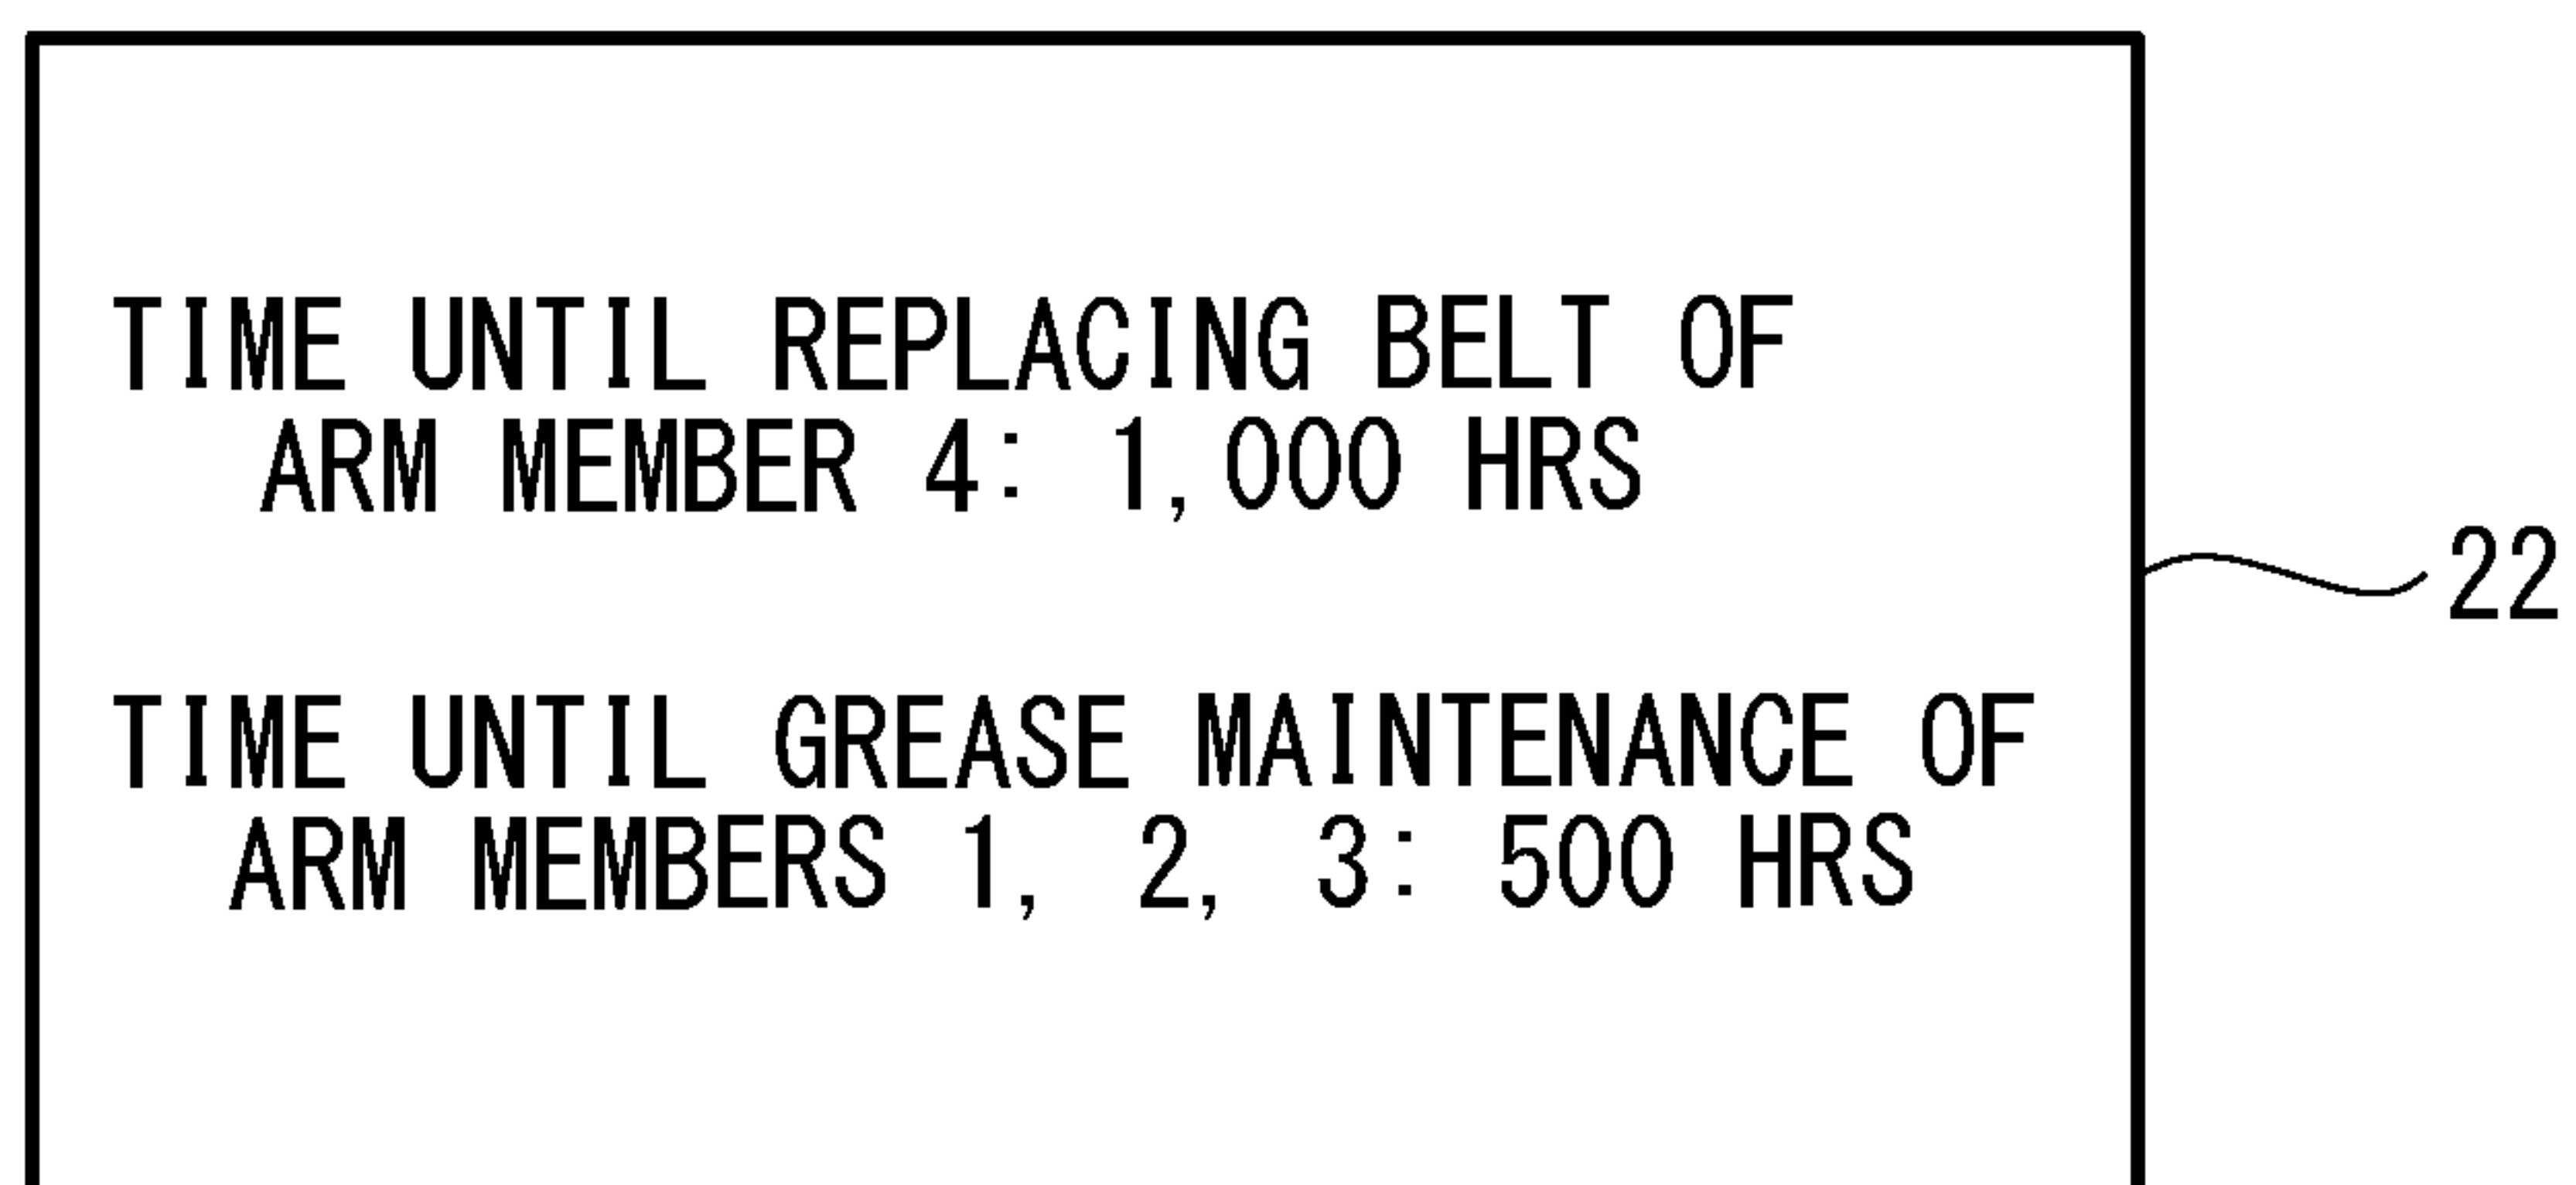 TIME UNTIL REPLACING BELT OF
ARM MEMBER 4: 1,000 HRS
22
TIME UNTIL GREASE MAINTENANCE OF
ARM MEMBERS 1, 2, 3: 500 HRS